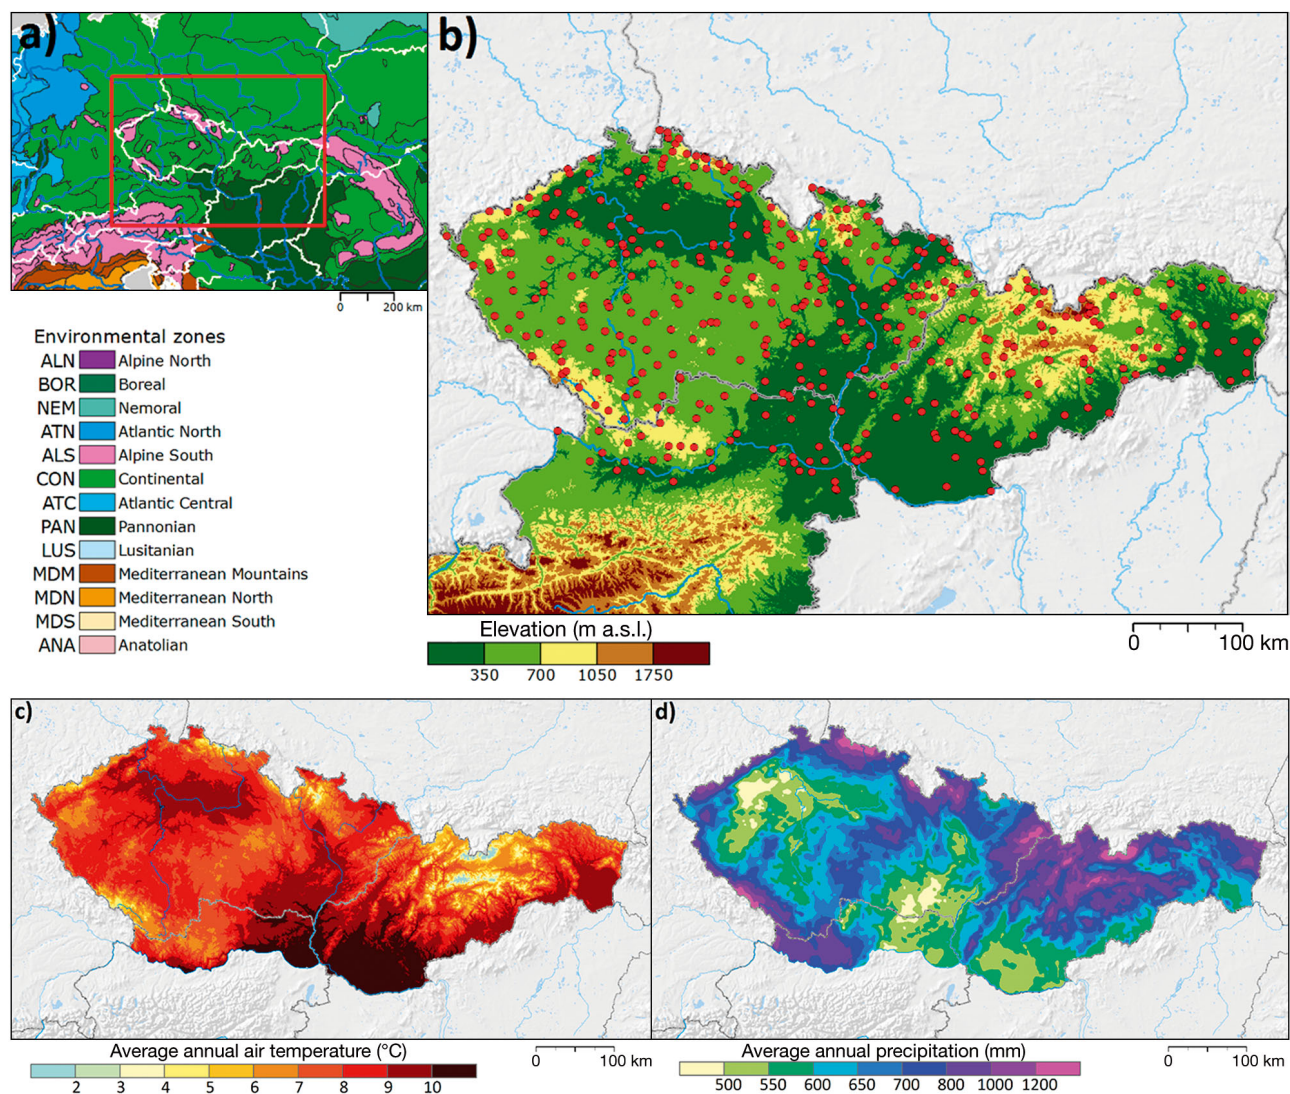 a)
0 200 km
Environmental zones
ALN Alpine North
BOR Boreal
NEM Nemoral
ATN Atlantic North
ALS Alpine South
CON Continental
ATC Atlantic Central
PAN Pannonian
LUS Lusitanian
MDM Mediterranean Mountains
MDN Mediterranean North
MDS Mediterranean South
ANA Anatolian
b)
Elevation (m a.s.l.)
350 700 1050 1750
0 100 km
c)
Average annual air temperature (°C)
2 3 4 5 6 7 8 9 10
0 100 km
d)
Average annual precipitation (mm)
500 550 600 650 700 800 1000 1200
0 100 km